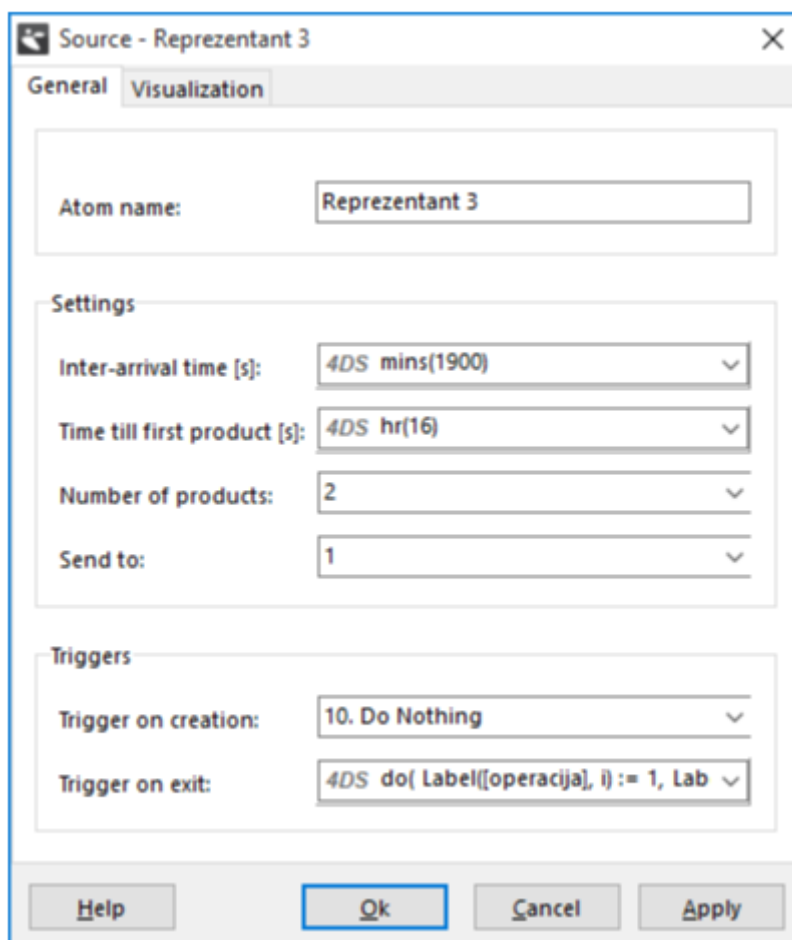 Source - Reprezentant 3
General Visualization
Atom name: Reprezentant 3
Settings
Inter-arrival time [s]: 4DS mins(1900)
Time till first product [s]: 4DS hr(16)
Number of products: 2
Send to: 1
Triggers
Trigger on creation: 10. Do Nothing
Trigger on exit: 4DS do( Label([operacija], i) := 1, Lab
Help Ok Cancel Apply